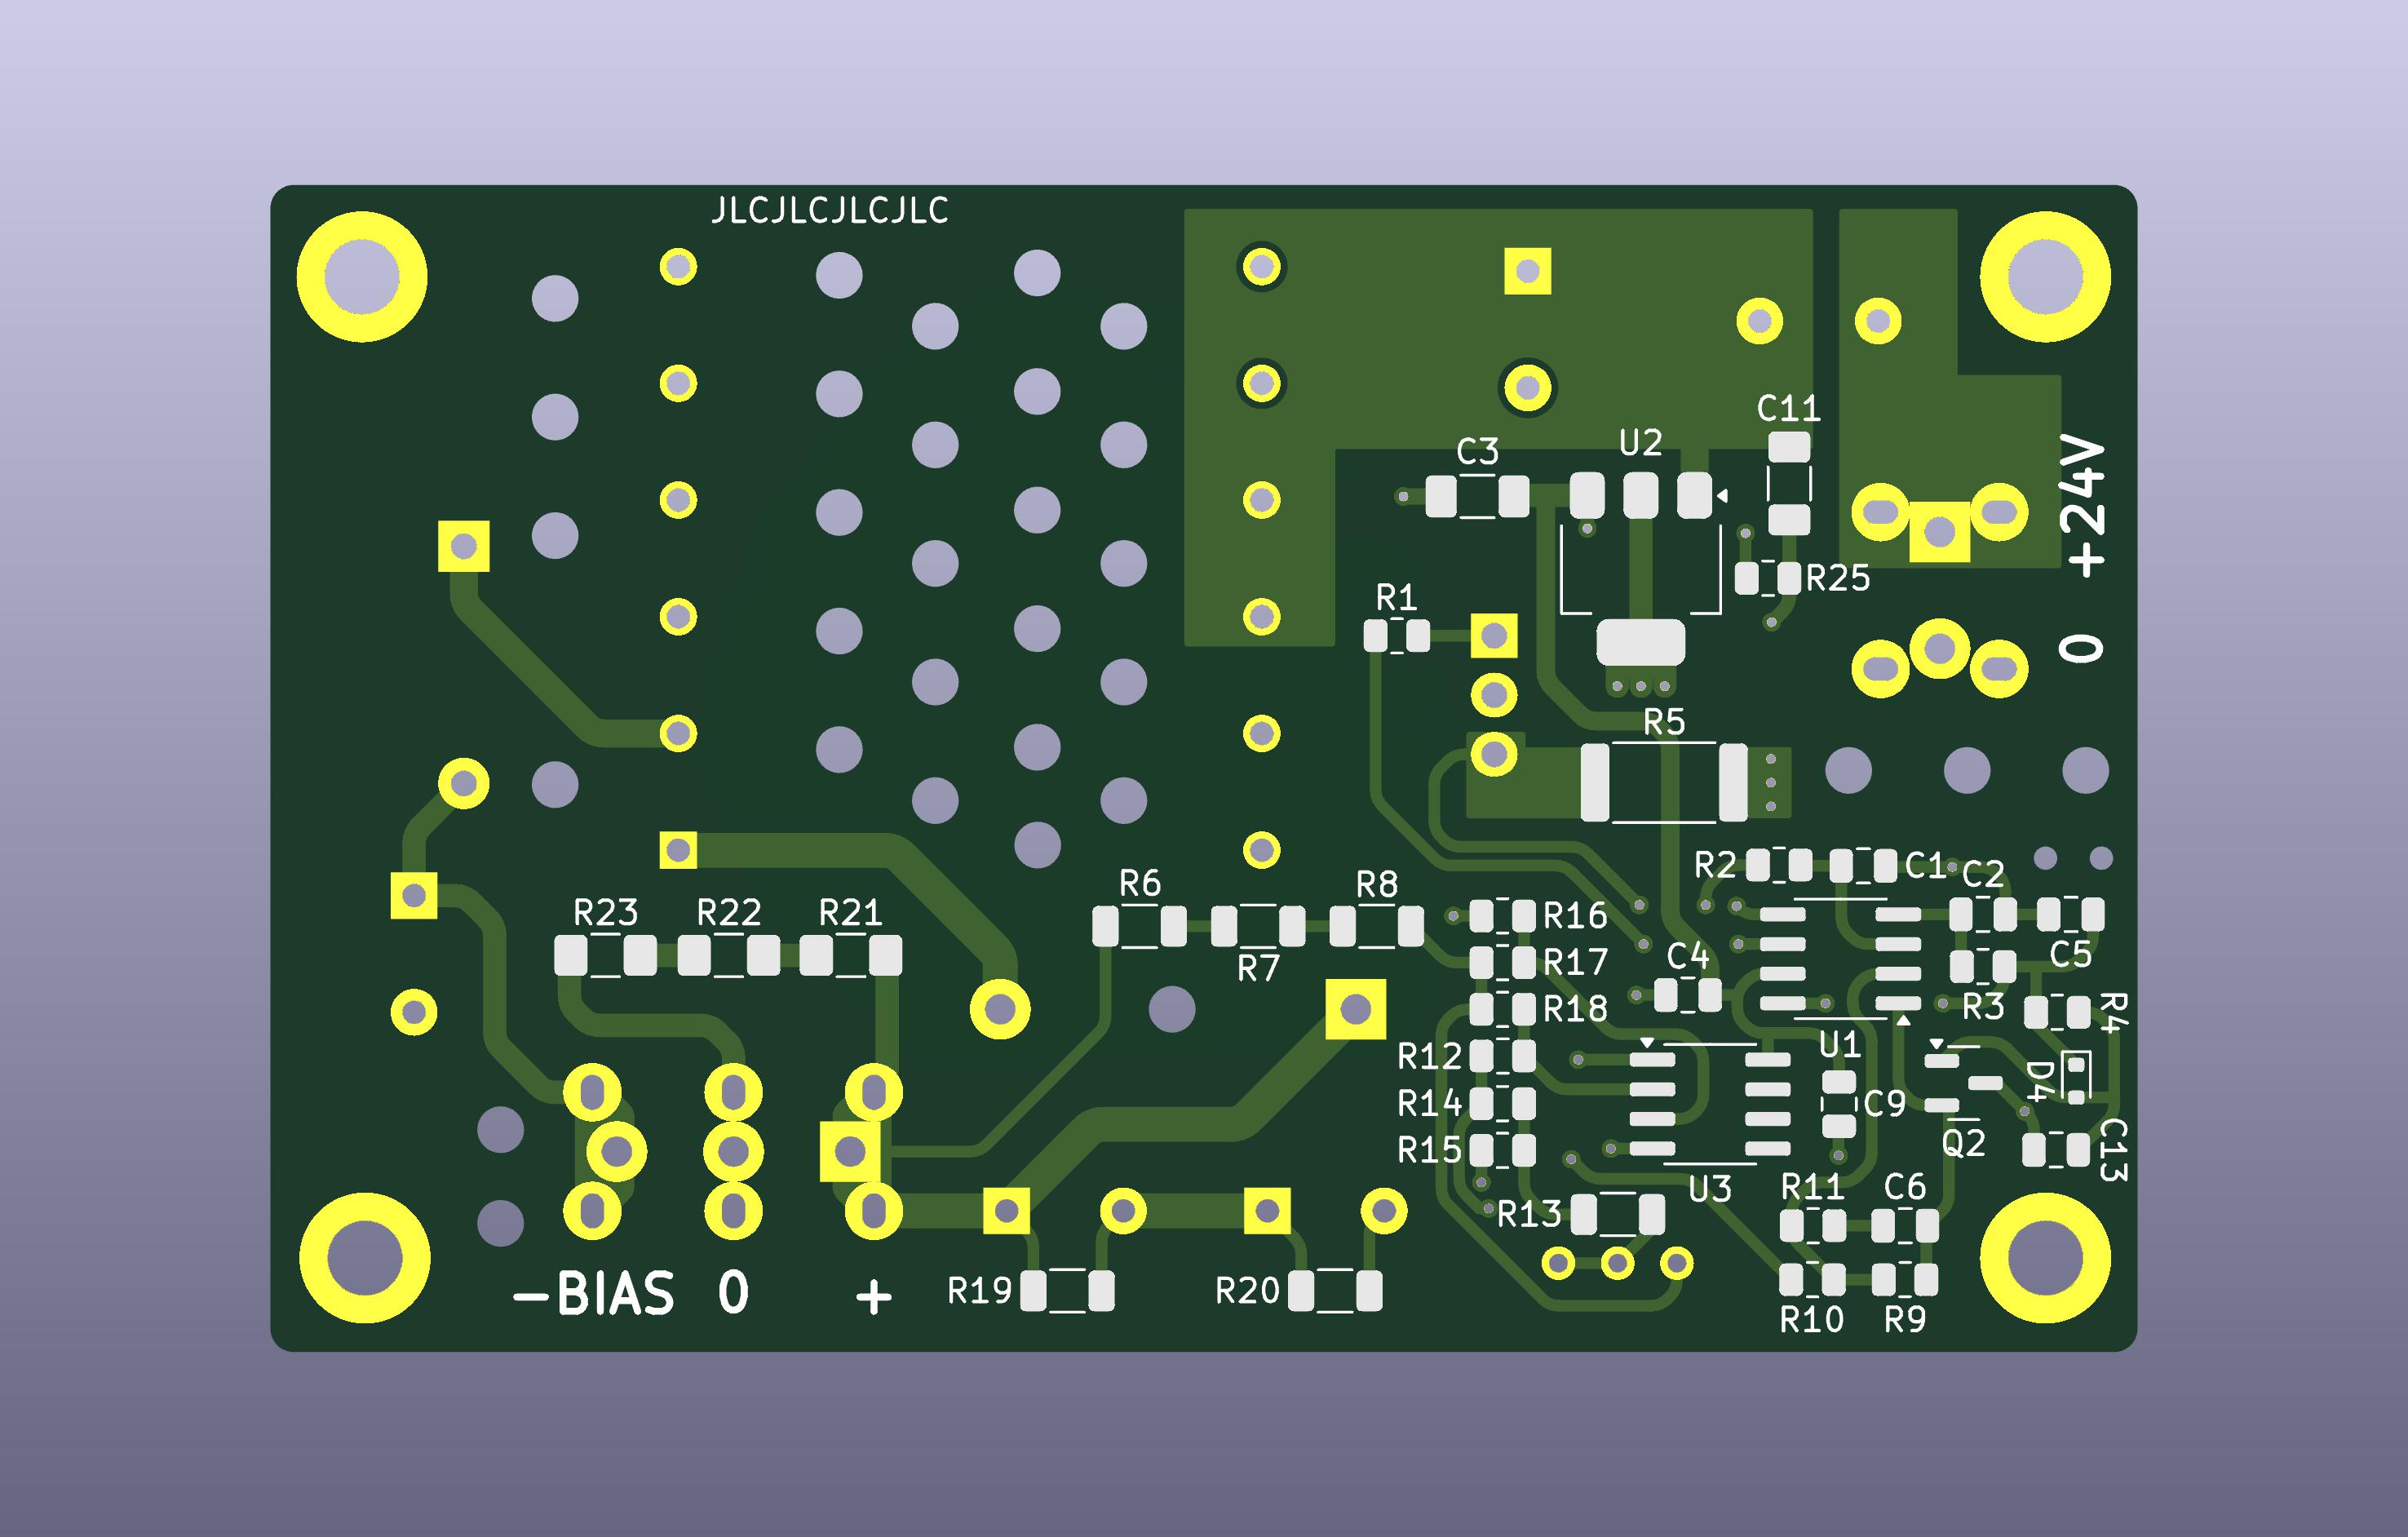 JLCJLCJLCJLC
C11
U2
C3
+24V
R25
R1
0
R5
R2
C1
C2
R6
R8
R23
R22
R21
R16
R7
R17
C4
C5
R18
R3
R4
R12
U1
D4
R14
C9
R15
Q2
C13
R13
U3
R11
C6
-BIAS
0
+
R19
R20
R10
R9